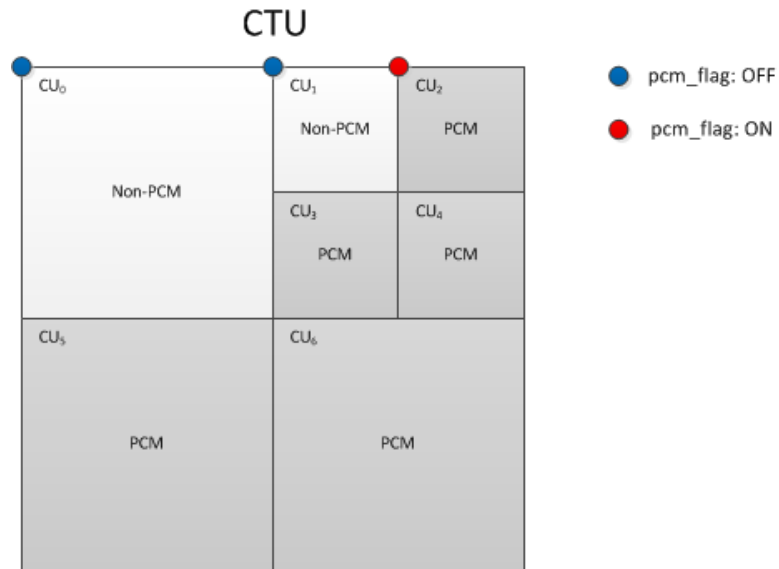 CTU
pcm_flag: OFF
pcm_flag: ON
CU₀
Non-PCM
CU₁
Non-PCM
CU₂
PCM
CU₃
PCM
CU₄
PCM
CU₅
PCM
CU₆
PCM